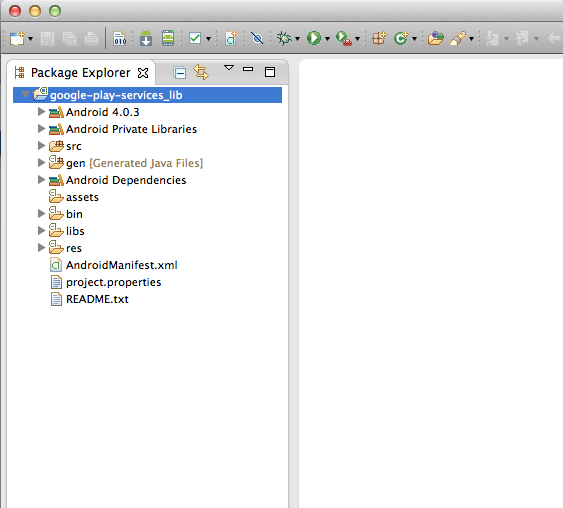 010
Package Explorer
google-play-services_lib
Android 4.0.3
Android Private Libraries
src
gen [Generated Java Files]
Android Dependencies
assets
bin
libs
res
AndroidManifest.xml
project.properties
README.txt